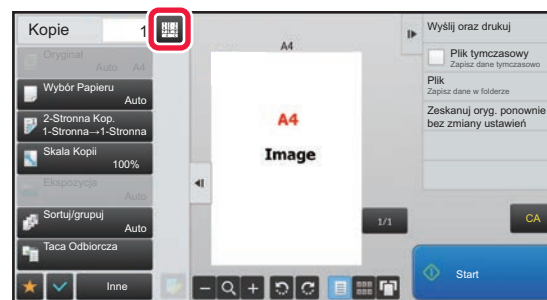 Kopie 1
Oryginał
Auto A4
Wybór Papieru
Auto
2-Stronna Kop.
1-Stronna→1-Stronna
Skala Kopii
100%
Ekspozycja
Auto
Sortuj/grupuj
Auto
Taca Odbiorcza
Inne
A4
A4
Image
1/1
Wyślij oraz drukuj
Plik tymczasowy
Zapisz dane tymczasowo
Plik
Zapisz dane w folderze
Zeskanuj oryg. ponownie
bez zmiany ustawień
CA
Start